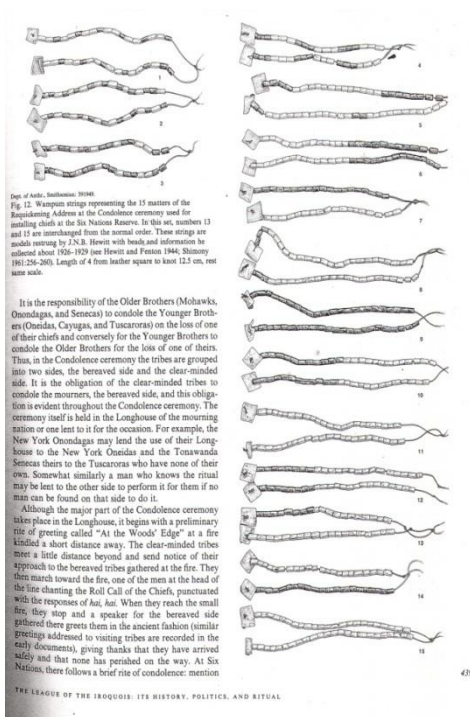 1
2
3
Dept. of Anthr., Smithsonian: 391949.
Fig. 12. Wampum strings representing the 15 matters of the
Requickening Address at the Condolence ceremony used for
installing chiefs at the Six Nations Reserve. In this set, numbers 13
and 15 are interchanged from the normal order. These strings are
models restrung by J.N.B. Hewitt with beads and information he
collected about 1926–1929 (see Hewitt and Fenton 1944; Shimony
1961:256-260). Length of 4 from leather square to knot 12.5 cm, rest
same scale.
It is the responsibility of the Older Brothers (Mohawks,
Onondagas, and Senecas) to condole the Younger Broth-
ers (Oneidas, Cayugas, and Tuscaroras) on the loss of one
of their chiefs and conversely for the Younger Brothers to
condole the Older Brothers for the loss of one of theirs.
Thus, in the Condolence ceremony the tribes are grouped
into two sides, the bereaved side and the clear-minded
side. It is the obligation of the clear-minded tribes to
condole the mourners, the bereaved side, and this obliga-
tion is evident throughout the Condolence ceremony. The
ceremony itself is held in the Longhouse of the mourning
nation or one lent to it for the occasion. For example, the
New York Onondagas may lend the use of their Long-
house to the New York Oneidas and the Tonawanda
Senecas theirs to the Tuscaroras who have none of their
own. Somewhat similarly a man who knows the ritual
may be lent to the other side to perform it for them if no
man can be found on that side to do it.
Although the major part of the Condolence ceremony
takes place in the Longhouse, it begins with a preliminary
rite of greeting called "At the Woods' Edge" at a fire
kindled a short distance away. The clear-minded tribes
meet a little distance beyond and send notice of their
approach to the bereaved tribes gathered at the fire. They
then march toward the fire, one of the men at the head of
the line chanting the Roll Call of the Chiefs, punctuated
with the responses of hai, hai. When they reach the small
fire, they stop and a speaker for the bereaved side
gathered there greets them in the ancient fashion (similar
greetings addressed to visiting tribes are recorded in the
early documents), giving thanks that they have arrived
safely and that none has perished on the way. At Six
Nations, there follows a brief rite of condolence: mention
4
5
6
7
8
9
10
11
12
13
14
15
THE LEAGUE OF THE IROQUOIS: ITS HISTORY, POLITICS, AND RITUAL